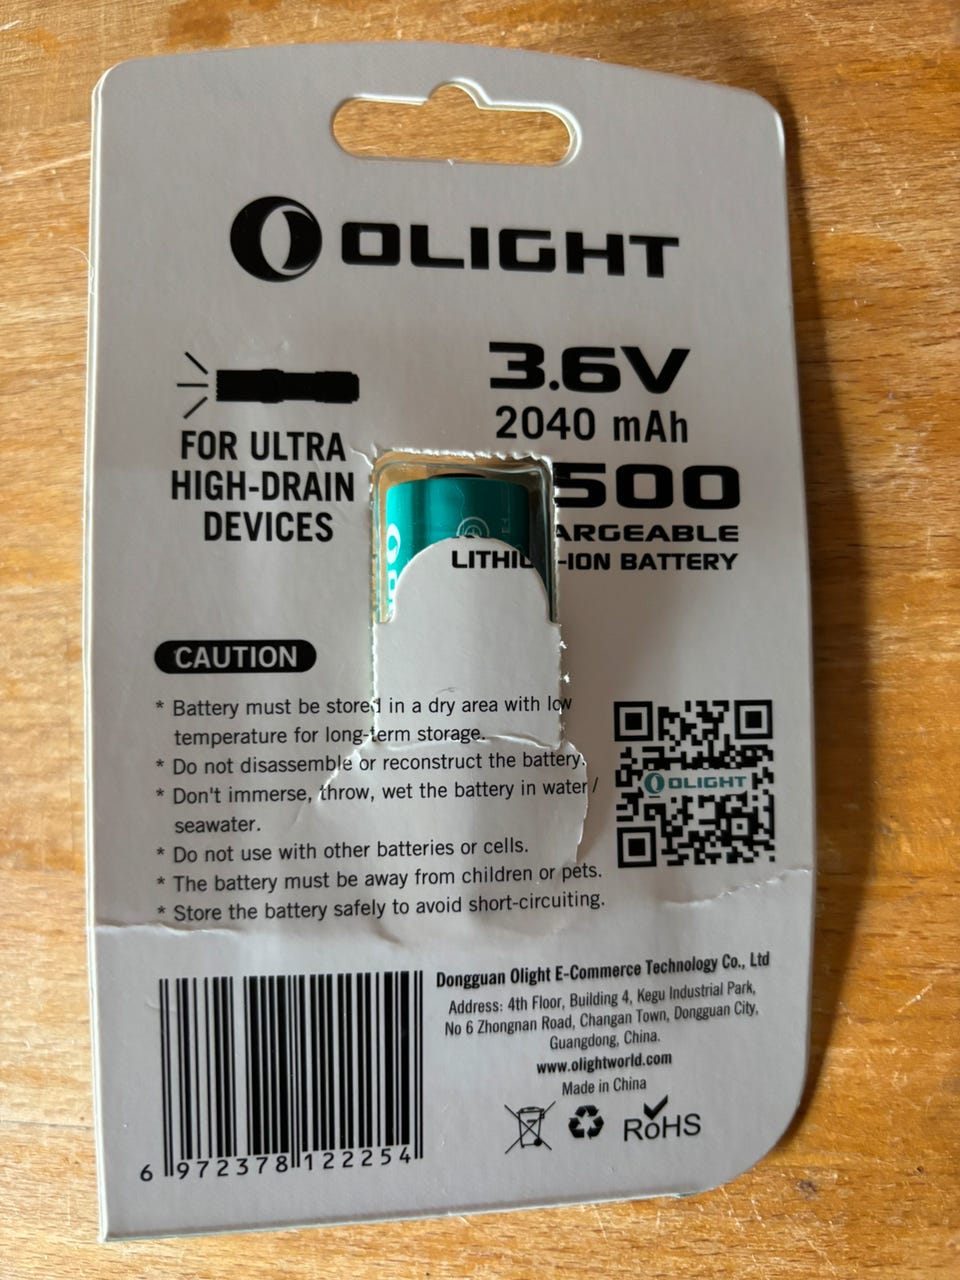 OLIGHT
3.6V
2040 mAh
FOR ULTRA
HIGH-DRAIN
DEVICES
500
ARGEABLE
LITHIU -ION BATTERY
CAUTION
* Battery must be stored in a dry area with low
temperature for long-term storage.
* Do not disassemble or reconstruct the battery.
* Don't immerse, throw, wet the battery in water /
seawater.
* Do not use with other batteries or cells.
* The battery must be away from children or pets.
* Store the battery safely to avoid short-circuiting.
OLIGHT
Dongguan Olight E-Commerce Technology Co., Ltd
Address: 4th Floor, Building 4, Kegu Industrial Park,
No 6 Zhongnan Road, Changan Town, Dongguan City,
Guangdong, China.
www.olightworld.com
Made in China
RoHS
6 972378 122254